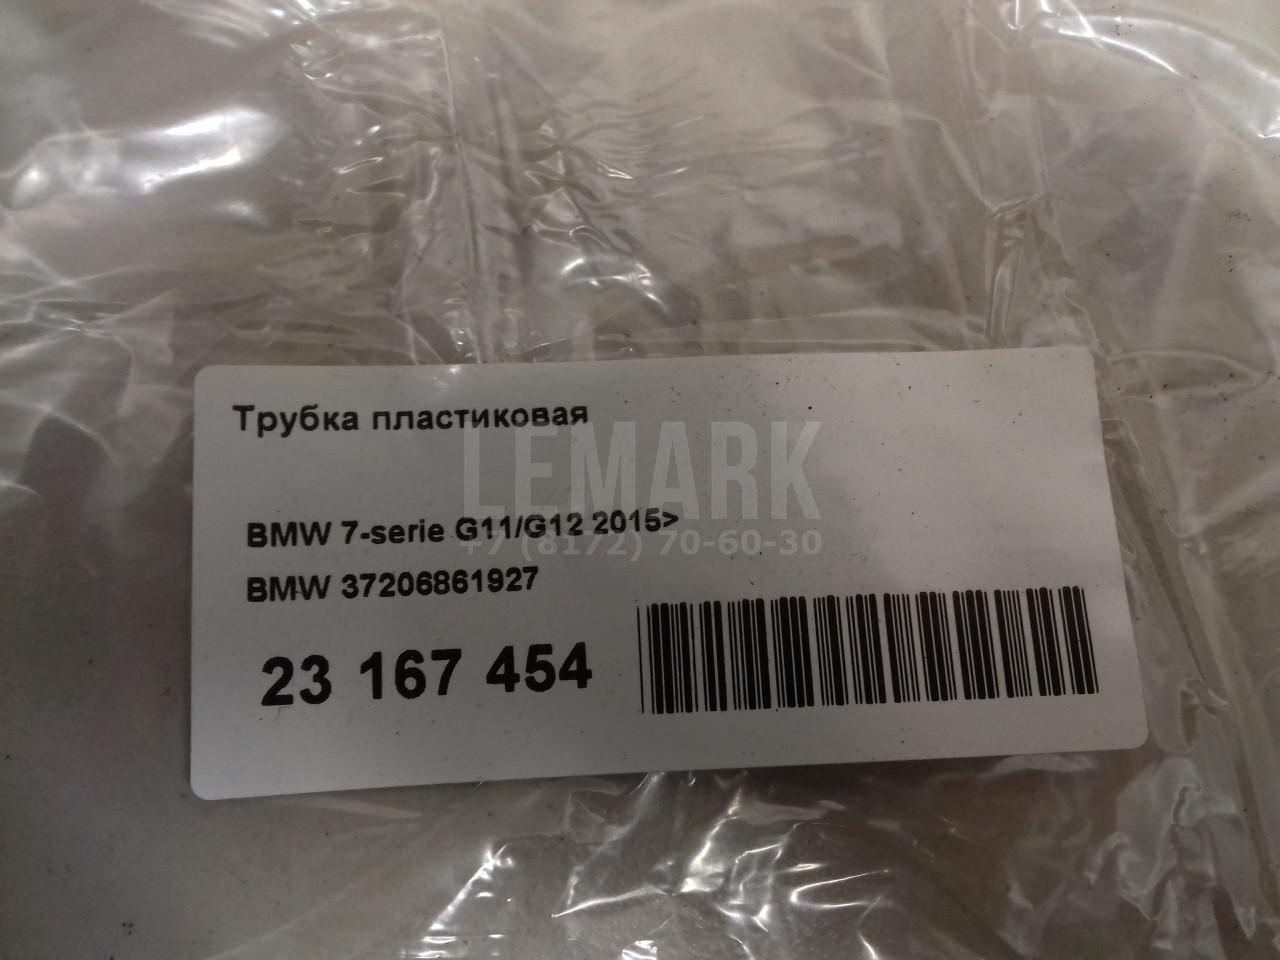 Трубка пластиковая
LEMARK
BMW 7-serie G11/G12 2015>
+7 (8172) 70-60-30
BMW 37206861927
23 167 454